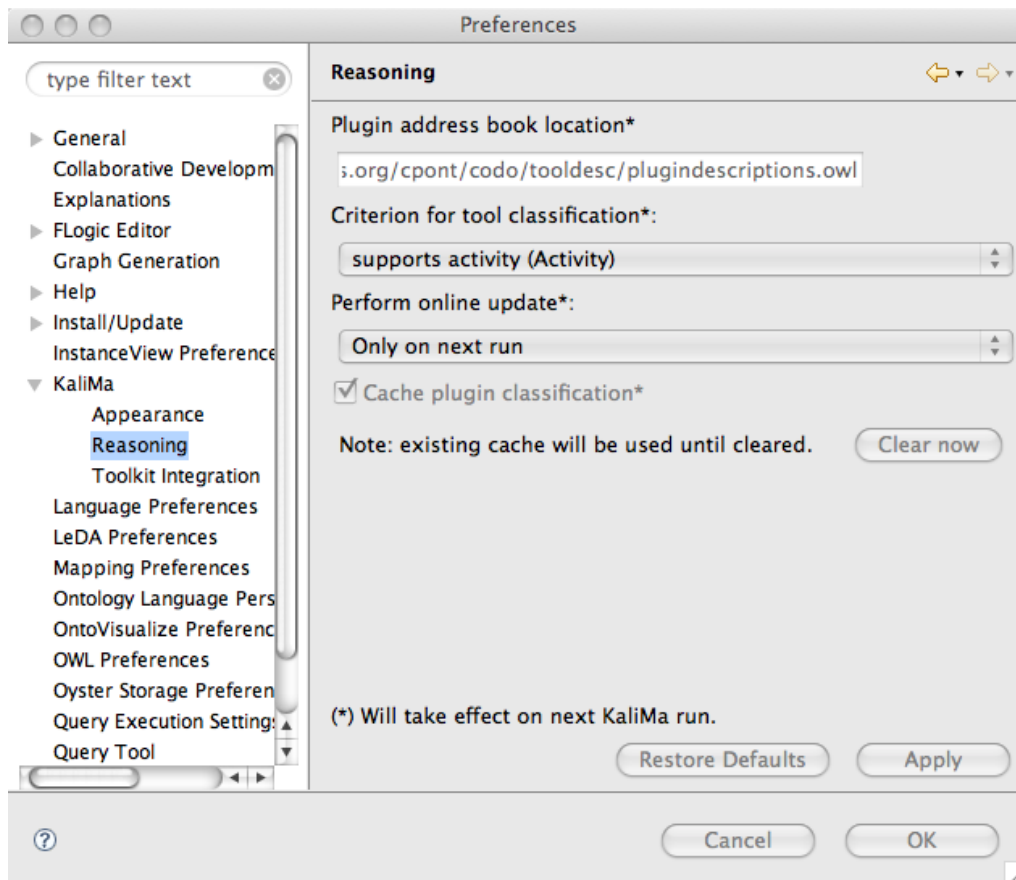 Preferences
type filter text
General
Collaborative Developm
Explanations
FLogic Editor
Graph Generation
Help
Install/Update
InstanceView Preference
KaliMa
Appearance
Reasoning
Toolkit Integration
Language Preferences
LeDA Preferences
Mapping Preferences
Ontology Language Pers
OntoVisualize Preferenc
OWL Preferences
Oyster Storage Preferen
Query Execution Settings
Query Tool
Reasoning
Plugin address book location*
s.org/cpont/codo/tooldesc/plugindescriptions.owl
Criterion for tool classification*:
supports activity (Activity)
Perform online update*:
Only on next run
Cache plugin classification*
Note: existing cache will be used until cleared.
Clear now
(*) Will take effect on next KaliMa run.
Restore Defaults
Apply
?
Cancel
OK